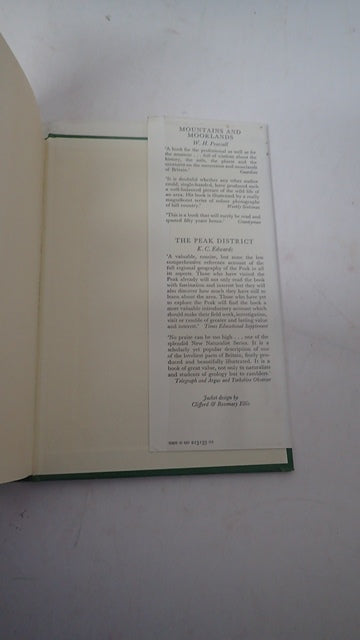 MOUNTAINS AND
MOORLANDS
W. H. Pearsall
'A book for the professional as well as for
the amateur . . . full of wisdom about the
history, the soils, the plants and the
animals on the mountains and moorlands
of Britain.' Guardian
'It is doubtful whether any other author
could, single-handed, have produced such
a well-balanced picture of the wild life of
an area. His book is illustrated by a really
magnificent series of colour photographs
of hill country.' Weekly Scotsman
'This is a book that will surely be read and
quoted fifty years hence.' Countryman
THE PEAK DISTRICT
K. C. Edwards
'A valuable, concise, but none the less
comprehensive reference account of the
full regional geography of the Peak in all
its aspects. Those who have visited the
Peak already will not only read the book
with fascination and interest but they will
also discover how much they have still to
learn about the area. Those who have yet
to explore the Peak will find the book a
most valuable introductory account which
should make their field work, investigation,
visit or ramble of greater and lasting value
and interest.' Times Educational Supplement
'No praise can be too high . . . one of the
splendid New Naturalist Series. It is a
scholarly yet popular description of one
of the loveliest parts of Britain, finely pro-
duced and beautifully illustrated. It is a
book of great value, not only to naturalists
and students of geology but to ramblers.'
Telegraph and Argus and Yorkshire Observer
Jacket design by
Clifford & Rosemary Ellis
ISBN 0 00 213135